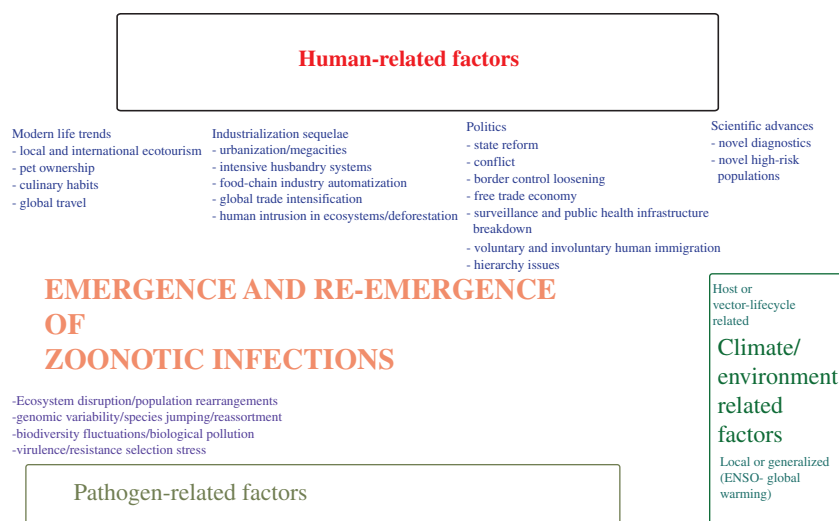 Human-related factors
Modern life trends
- local and international ecotourism
- pet ownership
- culinary habits
- global travel
Industrialization sequelae
- urbanization/megacities
- intensive husbandry systems
- food-chain industry automatization
- global trade intensification
- human intrusion in ecosystems/deforestation
Politics
- state reform
- conflict
- border control loosening
- free trade economy
- surveillance and public health infrastructure
breakdown
- voluntary and involuntary human immigration
- hierarchy issues
Scientific advances
- novel diagnostics
- novel high-risk
populations
EMERGENCE AND RE-EMERGENCE
OF
ZOONOTIC INFECTIONS
Host or
vector-lifecycle
related
Climate/
environment
related
factors
Local or generalized
(ENSO- global
warming)
-Ecosystem disruption/population rearrangements
-genomic variability/species jumping/reassortment
-biodiversity fluctuations/biological pollution
-virulence/resistance selection stress
Pathogen-related factors